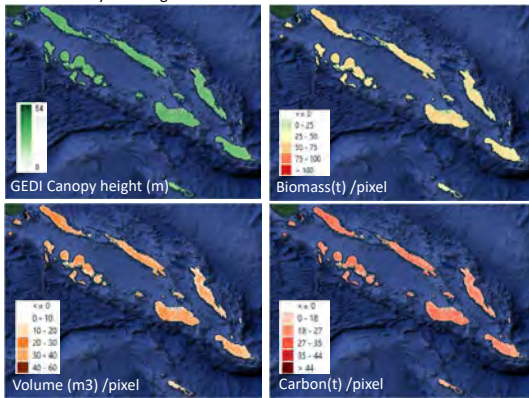 54
0
GEDI Canopy height (m)
<= 0
0 - 25
25 - 50
50 - 75
75 - 100
> 100
Biomass(t) /pixel
<= 0
0 - 10
10 - 20
20 - 30
30 - 40
40 - 60
Volume (m3) /pixel
<= 0
0 - 18
18 - 27
27 - 35
35 - 44
> 44
Carbon(t) /pixel